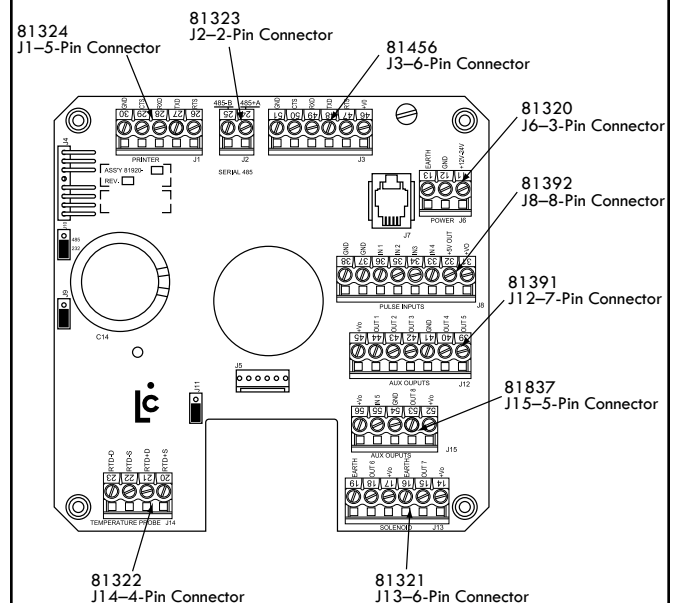 81324
J1–5-Pin Connector
81323
J2–2-Pin Connector
81456
J3–6-Pin Connector
81320
J6–3-Pin Connector
81392
J8–8-Pin Connector
81391
J12–7-Pin Connector
81837
J15–5-Pin Connector
81322
J14–4-Pin Connector
81321
J13–6-Pin Connector
GND CTS RXD TXD RTS
30 29 28 27 26
PRINTER J1
485-B 485+A
25 24
J2
SERIAL 485
GND CTS RXD TXD RTS +V0
51 50 49 48 47 46
J3
J4
ASS'Y 81920-
REV.
J10
485
232
J9
C14
EARTH GND +12V-24V
13 12 11
POWER J6
J7
GND GND IN 1 IN 2 IN3 IN 4 +5V OUT +VO
38 37 36 35 34 33 32 31
PULSE INPUTS J8
+Vo OUT 1 OUT 2 OUT 3 GND OUT 4 OUT 5
45 44 43 42 41 40 39
AUX OUPUTS J12
J5
J11
Lc
+Vo IN 5 GND OUT 8 +Vo
56 55 54 53 52
AUX OUPUTS J15
RTD-D RTD-S RTD+D RTD+S
23 22 21 20
TEMPERATURE PROBE J14
EARTH OUT 6 +Vo EARTH OUT 7 +Vo
19 18 17 16 15 14
SOLENOID J13